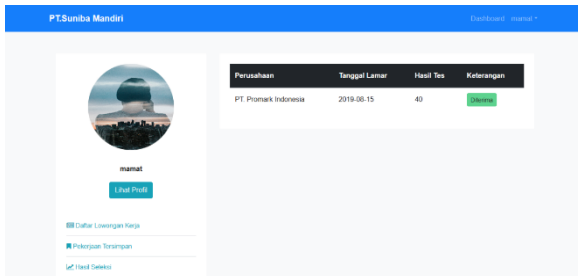 PT.Suniba Mandiri
Dashboard mamat
Perusahaan Tanggal Lamar Hasil Tes Keterangan
PT. Promark Indonesia 2019-08-15 40 Diterima
mamat
Lihat Profil
Daftar Lowongan Kerja
Pekerjaan Tersimpan
Hasil Seleksi